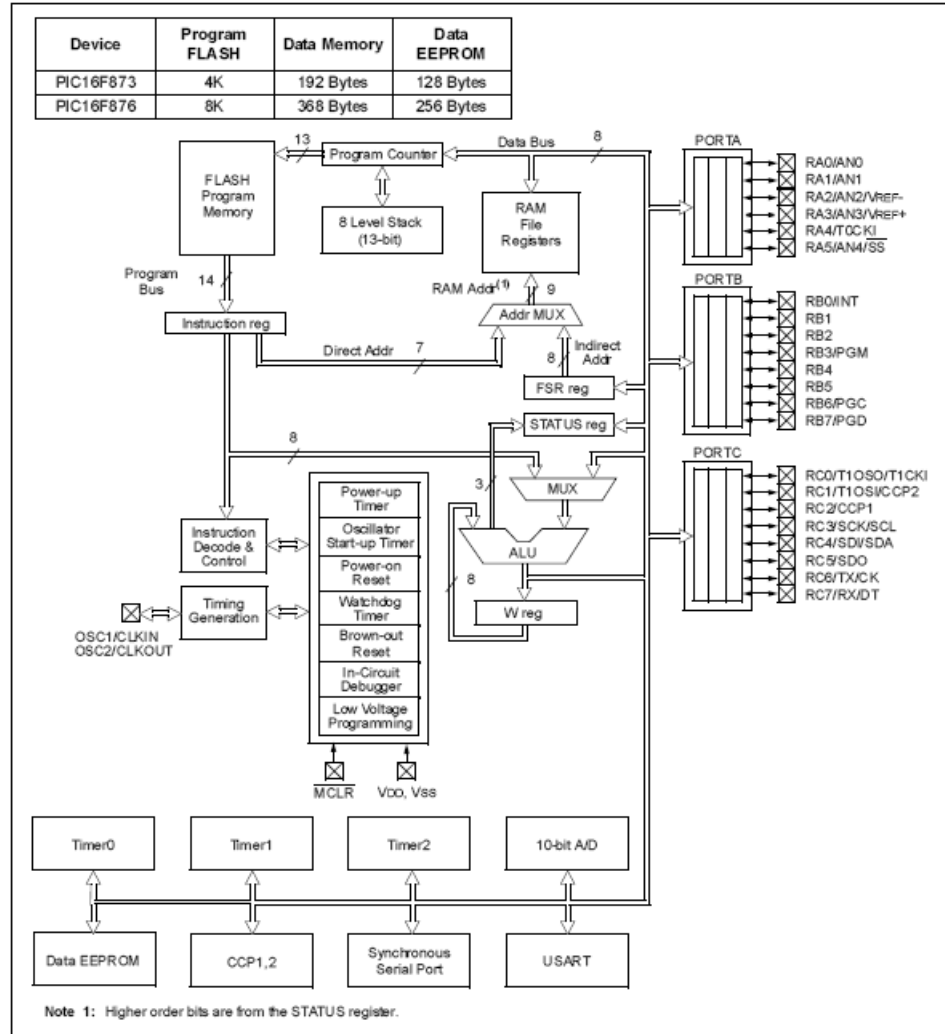 Device Program FLASH Data Memory Data EEPROM
PIC16F873 4K 192 Bytes 128 Bytes
PIC16F876 8K 368 Bytes 256 Bytes
13
Program Counter
Data Bus
8
PORTA
FLASH
Program
Memory
8 Level Stack
(13-bit)
RAM
File
Registers
RA0/AN0
RA1/AN1
RA2/AN2/VREF-
RA3/AN3/VREF+
RA4/T0CKI
RA5/AN4/SS
Program
Bus
14
RAM Addr(1)
9
PORTB
Instruction reg
Addr MUX
Direct Addr
7
8
Indirect
Addr
FSR reg
STATUS reg
RB0/INT
RB1
RB2
RB3/PGM
RB4
RB5
RB6/PGC
RB7/PGD
8
3
MUX
PORTC
Power-up
Timer
Oscillator
Start-up Timer
Power-on
Reset
Watchdog
Timer
Brown-out
Reset
In-Circuit
Debugger
Low Voltage
Programming
Instruction
Decode &
Control
Timing
Generation
OSC1/CLKIN
OSC2/CLKOUT
ALU
8
W reg
RC0/T1OSO/T1CKI
RC1/T1OSI/CCP2
RC2/CCP1
RC3/SCK/SCL
RC4/SDI/SDA
RC5/SDO
RC6/TX/CK
RC7/RX/DT
MCLR
VDD, VSS
Timer0
Timer1
Timer2
10-bit A/D
Data EEPROM
CCP1,2
Synchronous
Serial Port
USART
Note 1: Higher order bits are from the STATUS register.